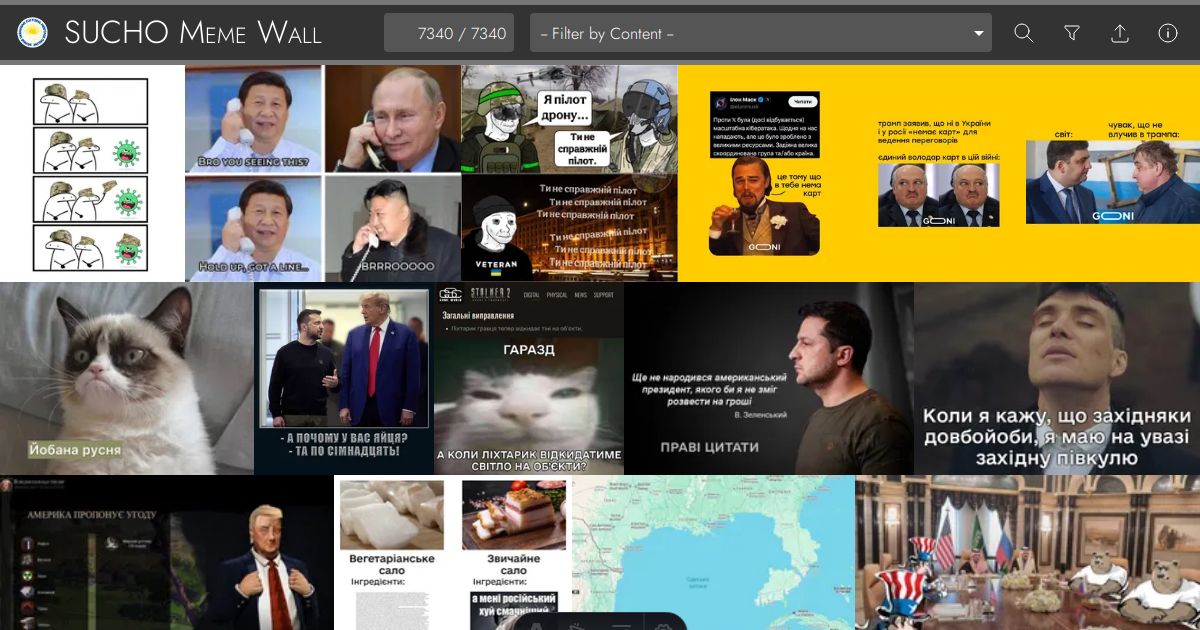 SUCHO MEME WALL
7340 / 7340
– Filter by Content –
BRO YOU SEEING THIS?
HOLD UP, GOT A LINE...
BRRROOOOO
Я пілот
дрону...
Ти не
справжній
пілот.
Ти не справжній пілот
Ти не справжній пілот
Ти не справжній пілот
Ти не справжній пілот
Ти не справжній пілот
Ти не справжній пілот
VETERAN
Ілон Маск
Читати
Проти X була (досі відбувається)
масштабна кібератака. Щодня на нас
нападають, але це було зроблено з
великими ресурсами. Задіяна велика
скоординована група та/або країна.
це тому що
в тебе нема
карт
GONI
трамп заявив, що ні в України
і у росії «немає карт» для
ведення переговорів
єдиний володар карт в цій війні:
GONI
світ:
чувак, що не
влучив в трампа:
GONI
Йобана русня
- А ПОЧОМУ У ВАС ЯЙЦЯ?
- ТА ПО СІМНАДЦЯТЬ!
S.T.A.L.K.E.R. 2
DIGITAL PHYSICAL NEWS SUPPORT
Загальні виправлення
• Ліхтарик гравця тепер відкидає тіні на об'єкти.
ГАРАЗД
А КОЛИ ЛІХТАРИК ВІДКИДАТИМЕ
СВІТЛО НА ОБ'ЄКТИ?
Ще не народився американський
президент, якого би я не зміг
розвести на гроші
В. Зеленський
ПРАВІ ЦИТАТИ
Коли я кажу, що західняки
довбойоби, я маю на увазі
західну півкулю
АМЕРИКА ПРОПОНУЄ УГОДУ
Вегетаріанське
сало
Інгредієнти:
Звичайне
сало
Інгредієнти:
а мені російський
хуй смачніший